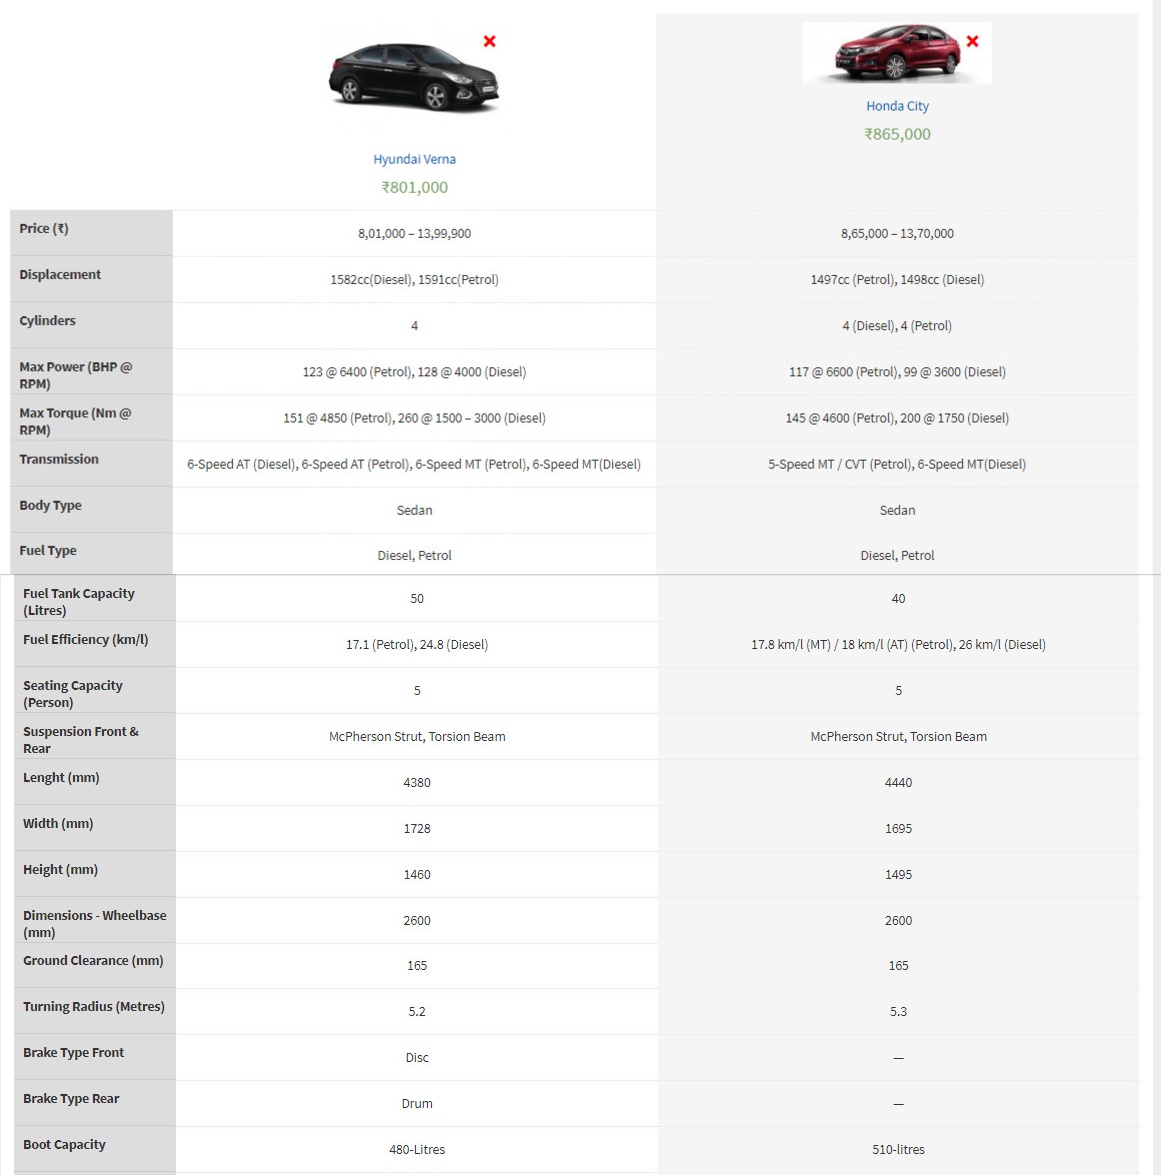 Hyundai Verna
₹801,000
Honda City
₹865,000
Price (₹) 8,01,000 – 13,99,900 8,65,000 – 13,70,000
Displacement 1582cc(Diesel), 1591cc(Petrol) 1497cc (Petrol), 1498cc (Diesel)
Cylinders 4 4 (Diesel), 4 (Petrol)
Max Power (BHP @
RPM) 123 @ 6400 (Petrol), 128 @ 4000 (Diesel) 117 @ 6600 (Petrol), 99 @ 3600 (Diesel)
Max Torque (Nm @
RPM) 151 @ 4850 (Petrol), 260 @ 1500 – 3000 (Diesel) 145 @ 4600 (Petrol), 200 @ 1750 (Diesel)
Transmission 6-Speed AT (Diesel), 6-Speed AT (Petrol), 6-Speed MT (Petrol), 6-Speed MT(Diesel) 5-Speed MT / CVT (Petrol), 6-Speed MT(Diesel)
Body Type Sedan Sedan
Fuel Type Diesel, Petrol Diesel, Petrol
Fuel Tank Capacity
(Litres) 50 40
Fuel Efficiency (km/l) 17.1 (Petrol), 24.8 (Diesel) 17.8 km/l (MT) / 18 km/l (AT) (Petrol), 26 km/l (Diesel)
Seating Capacity
(Person) 5 5
Suspension Front &
Rear McPherson Strut, Torsion Beam McPherson Strut, Torsion Beam
Lenght (mm) 4380 4440
Width (mm) 1728 1695
Height (mm) 1460 1495
Dimensions - Wheelbase
(mm) 2600 2600
Ground Clearance (mm) 165 165
Turning Radius (Metres) 5.2 5.3
Brake Type Front Disc —
Brake Type Rear Drum —
Boot Capacity 480-Litres 510-litres